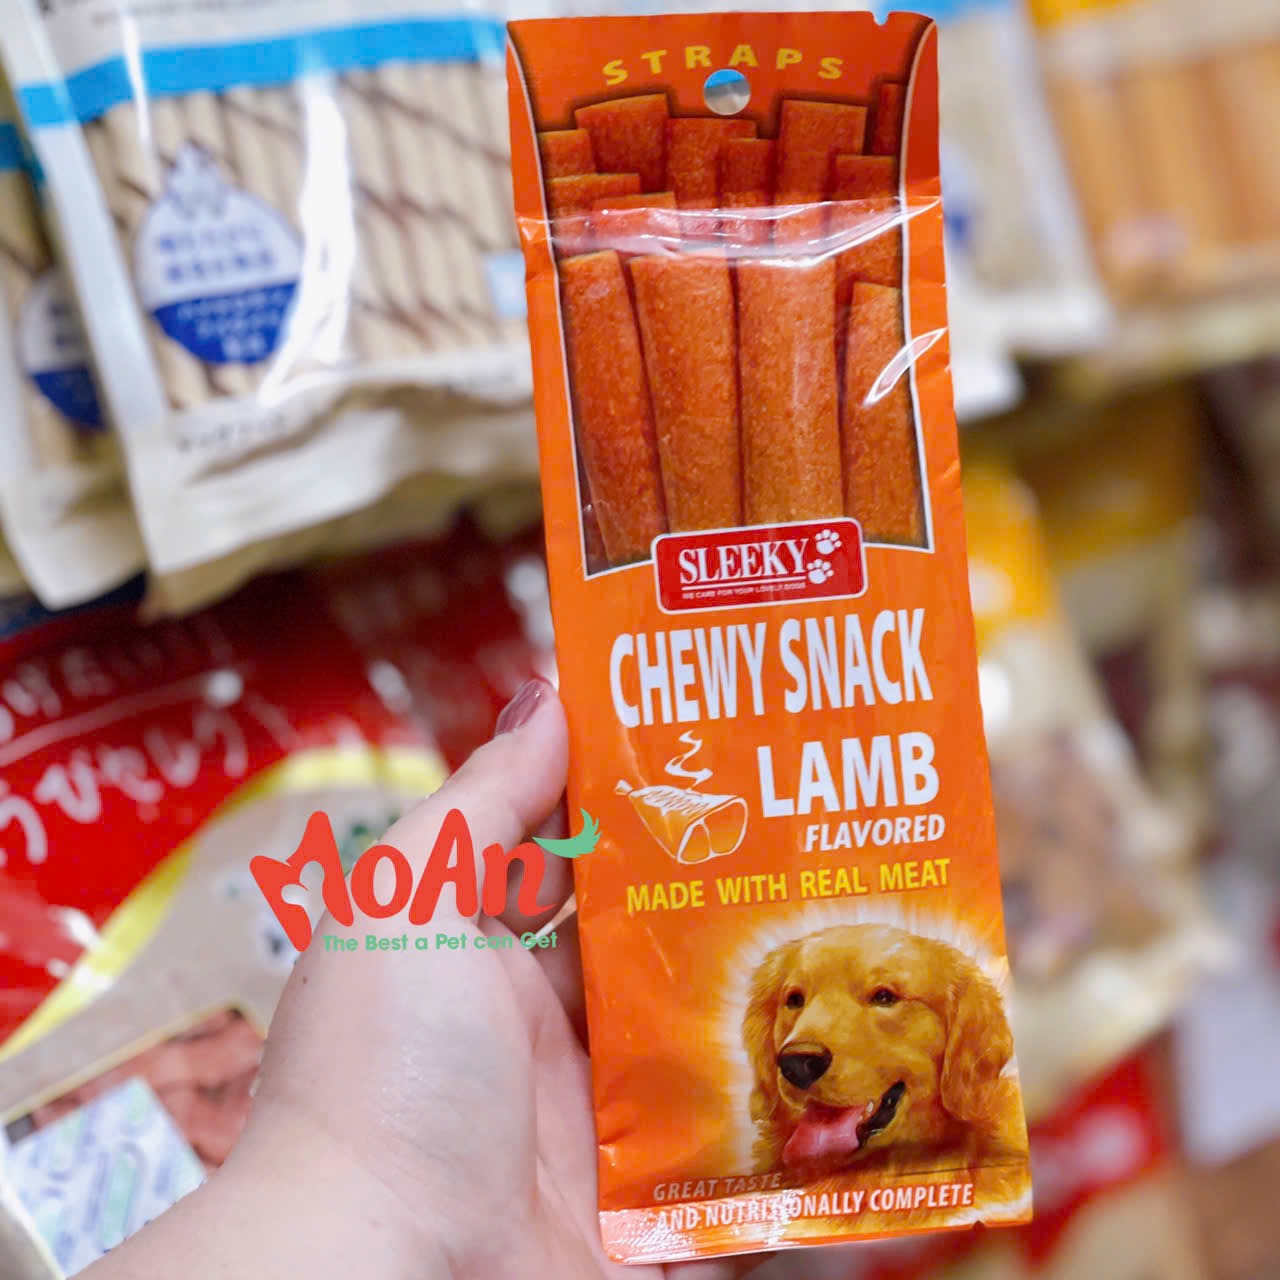 STRAPS
SLEEKY
WE CARE FOR YOUR LOVELY DOGS
CHEWY SNACK
LAMB
FLAVORED
MADE WITH REAL MEAT
MoAn
The Best a Pet can Get
GREAT TASTE
AND NUTRITIONALLY COMPLETE